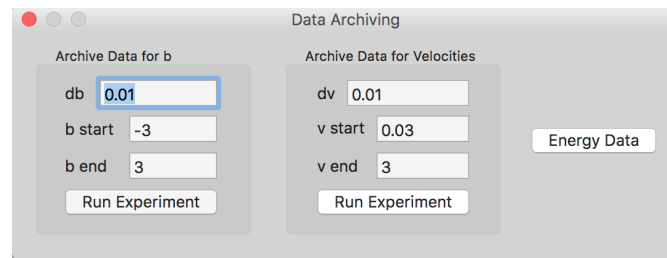 Data Archiving
Archive Data for b
db 0.01
b start -3
b end 3
Run Experiment
Archive Data for Velocities
dv 0.01
v start 0.03
v end 3
Run Experiment
Energy Data